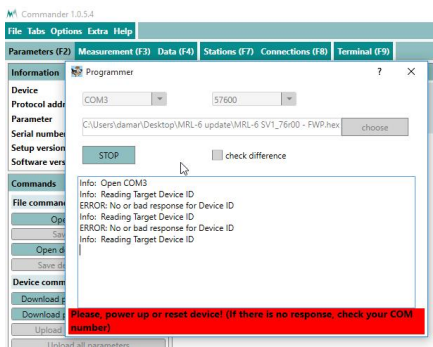 Commander 1.0.5.4
File Tabs Options Extra Help
Parameters (F2) Measurement (F3) Data (F4) Stations (F7) Connections (F8) Terminal (F9)
Information
Programmer ? X
Device
Protocol addr
Parameter
Serial number
Setup version
Software vers
COM3 57600
C:\Users\damar\Desktop\MRL-6 update\MRL-6 SV1_76r00 - FWP.hex choose
STOP check difference
Commands
File comman
Ope
Sav
Open d
Save de
Device comm
Download p
Download p
Upload
Upload all parameters
Info: Open COM3
Info: Reading Target Device ID
ERROR: No or bad response for Device ID
Info: Reading Target Device ID
ERROR: No or bad response for Device ID
Info: Reading Target Device ID
Please, power up or reset device! (If there is no response, check your COM
number)